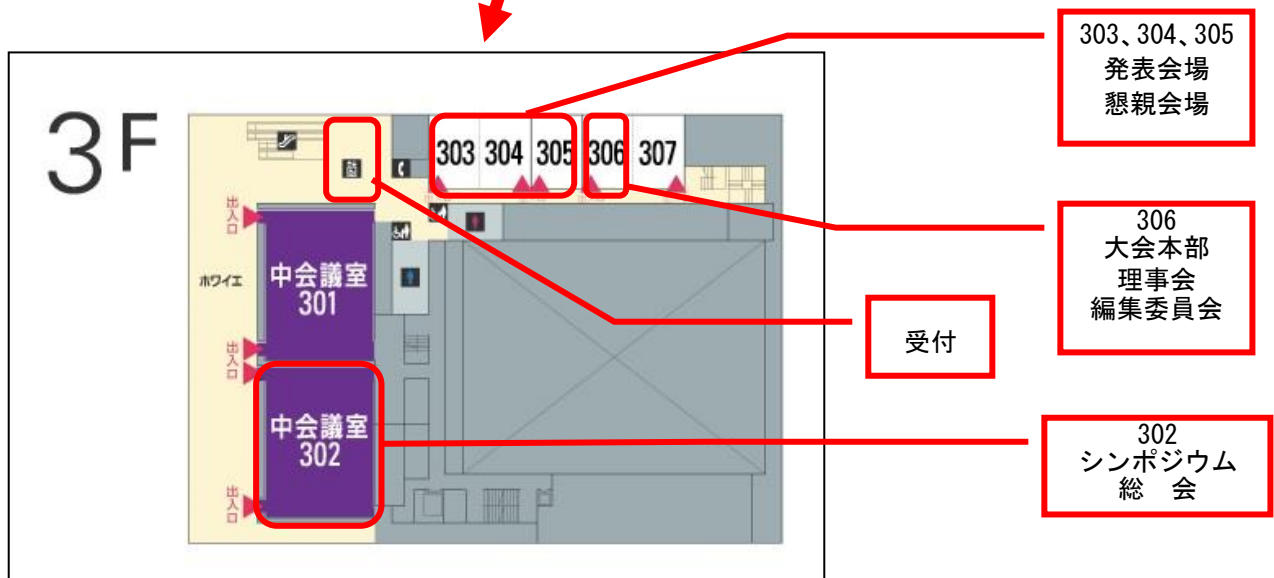 303、304、305
発表会場
懇親会場
3F
303 304 305 306 307
出入口
ホワイエ
中会議室
301
306
大会本部
理事会
編集委員会
受付
出入口
中会議室
302
出入口
302
シンポジウム
総　会